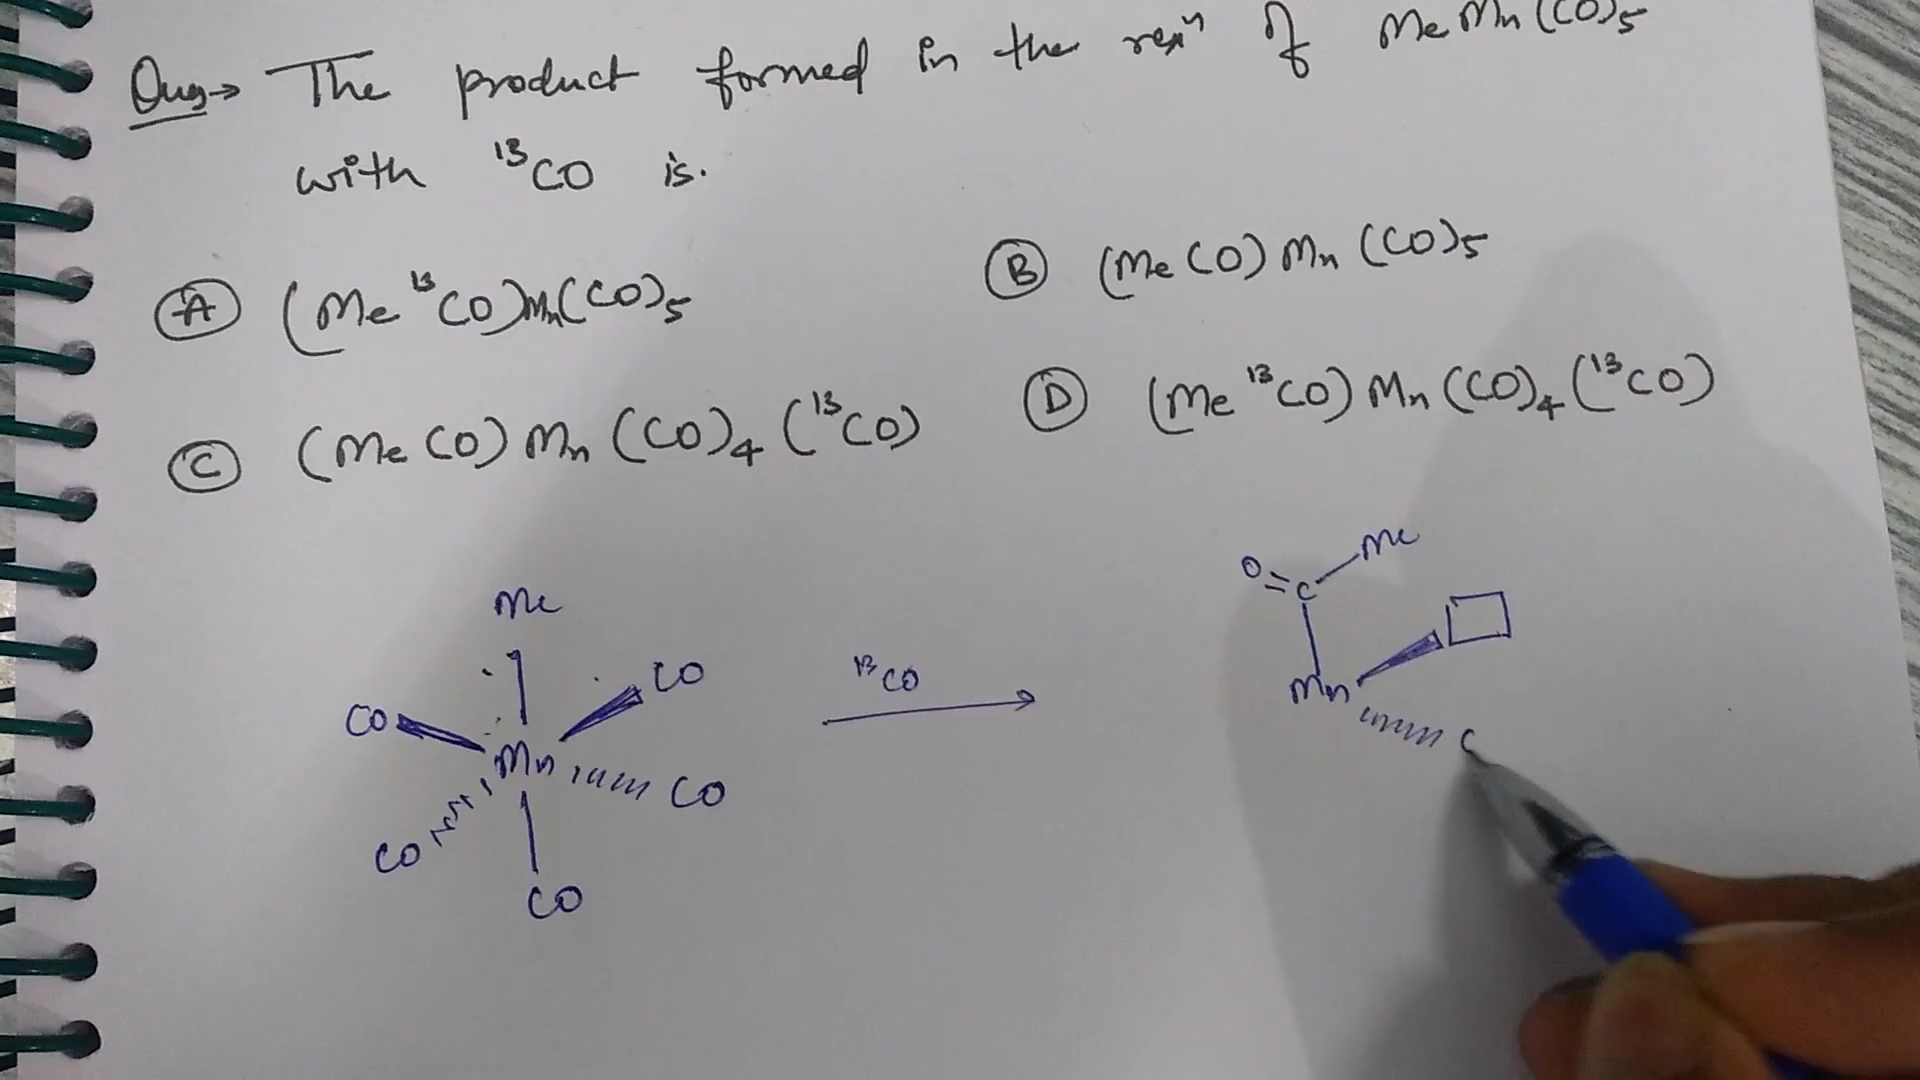 Ques→ The product formed in the rexⁿ of MeMn(CO)5
with ¹³CO is.
Ⓐ (Me¹³CO)Mn(CO)5
Ⓑ (MeCO)Mn(CO)5
Ⓒ (MeCO)Mn(CO)4(¹³CO)
Ⓓ (Me¹³CO)Mn(CO)4(¹³CO)
Me
CO CO
Mn
CO CO
CO
¹³CO
O=C Me
Mn
C